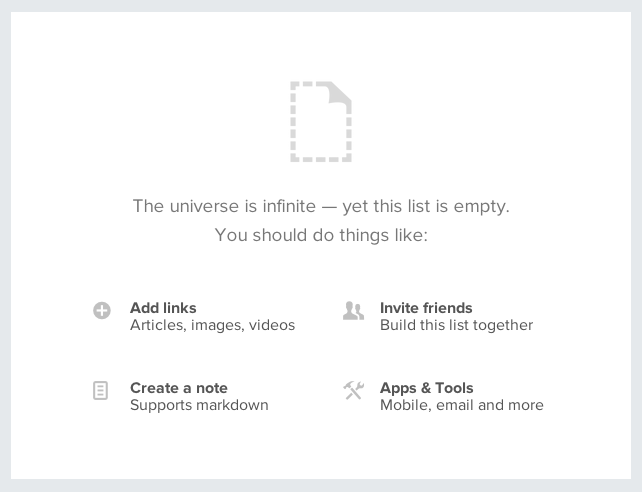 The universe is infinite — yet this list is empty.
You should do things like:
Add links
Articles, images, videos
Invite friends
Build this list together
Create a note
Supports markdown
Apps & Tools
Mobile, email and more